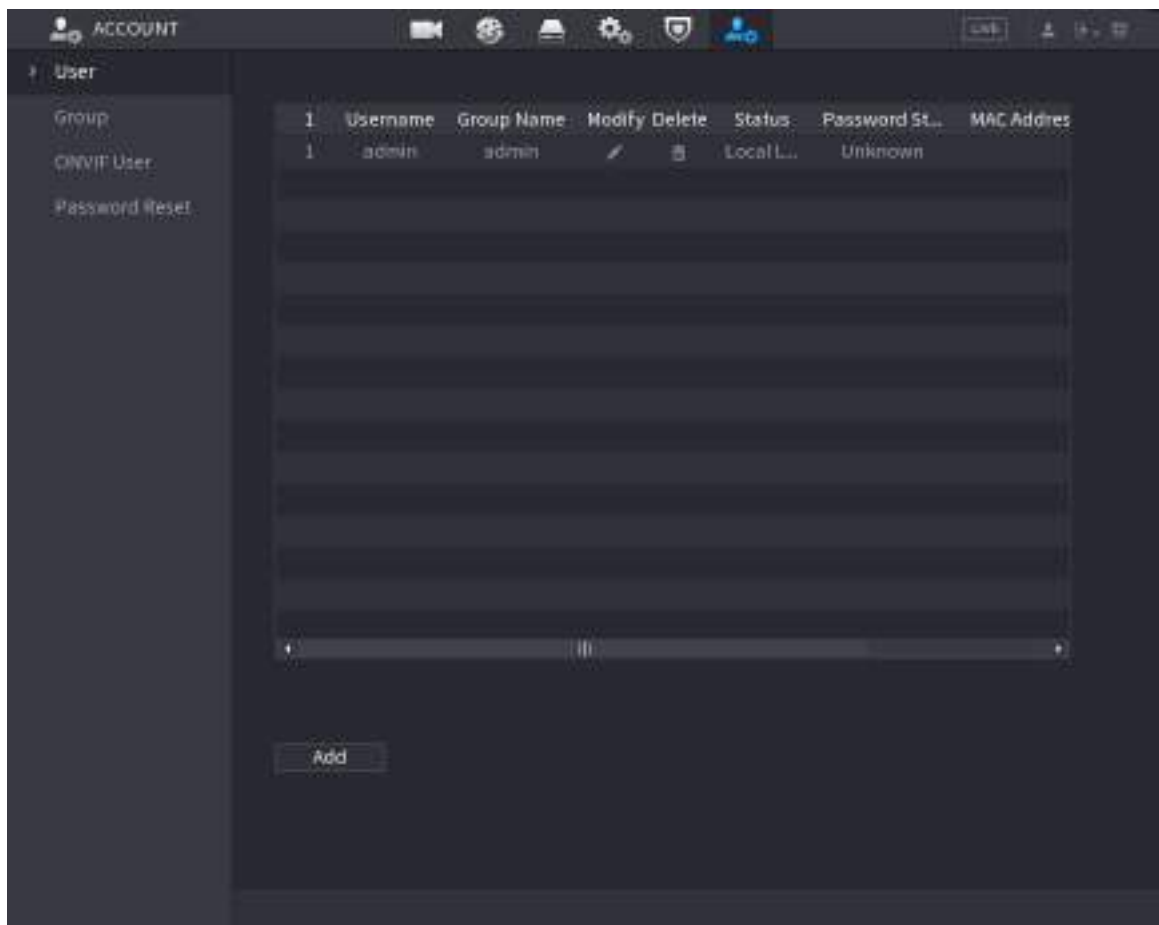 ACCOUNT LIVE
User
Group
ONVIF User
Password Reset
1 Username Group Name Modify Delete Status Password St... MAC Addres
1 admin admin Local L... Unknown
Add